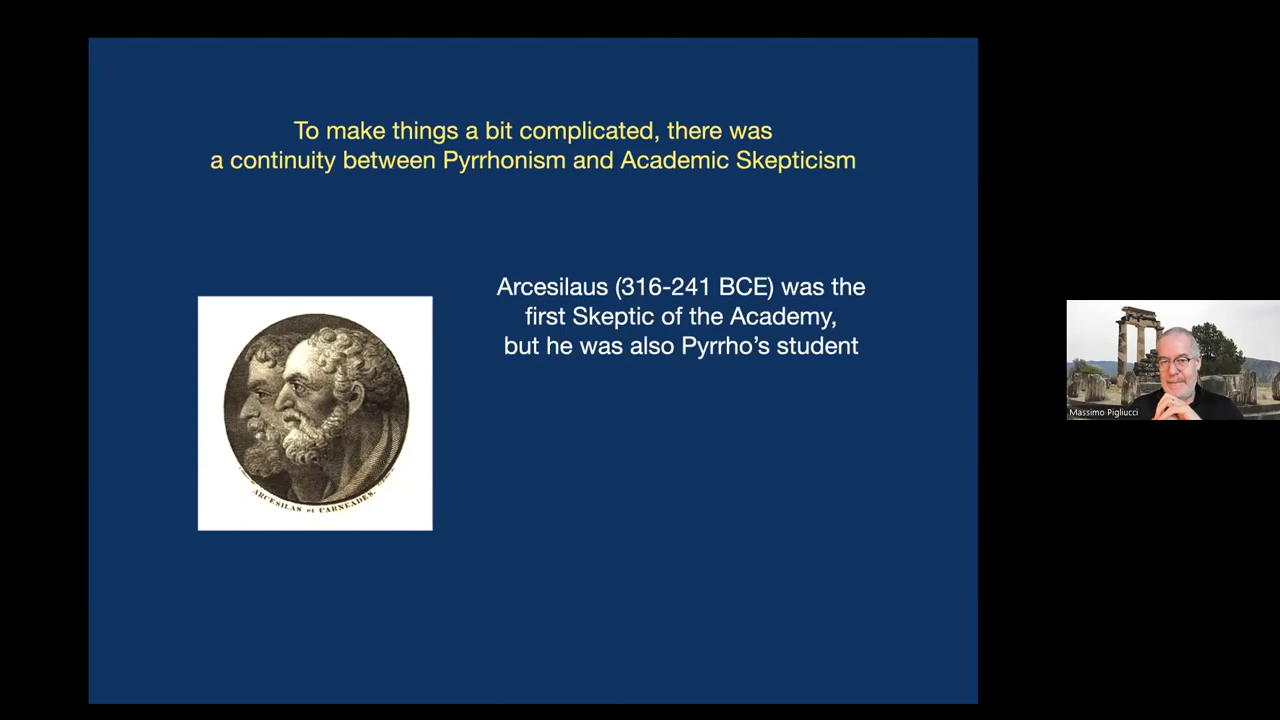 To make things a bit complicated, there was
a continuity between Pyrrhonism and Academic Skepticism
Arcesilaus (316-241 BCE) was the
first Skeptic of the Academy,
but he was also Pyrrho’s student
ARCESILAS et CARNEADES.
Massimo Pigliucci